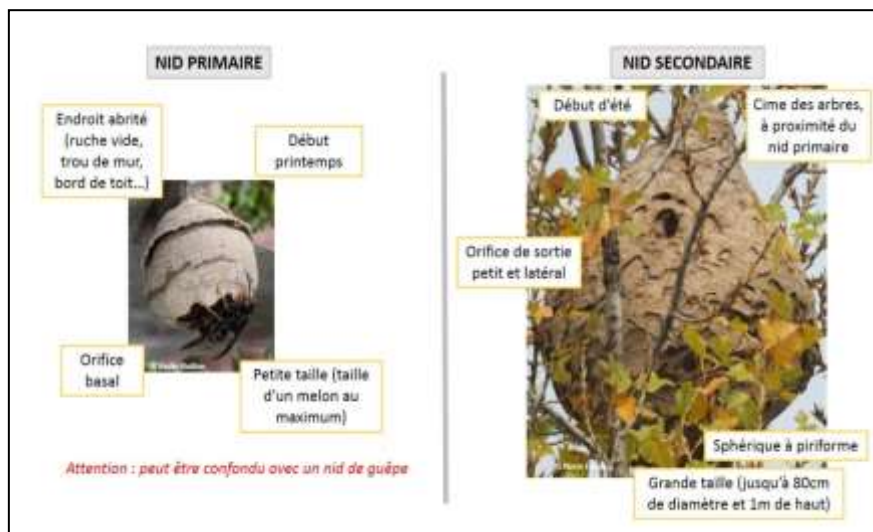 NID PRIMAIRE
Endroit abrité
(ruche vide,
trou de mur,
bord de toit...)
Début
printemps
Orifice
basal
Petite taille (taille
d'un melon au
maximum)
Attention : peut être confondu avec un nid de guêpe
NID SECONDAIRE
Début d'été
Cime des arbres,
à proximité du
nid primaire
Orifice de sortie
petit et latéral
Sphérique à piriforme
Grande taille (jusqu'à 80cm
de diamètre et 1m de haut)